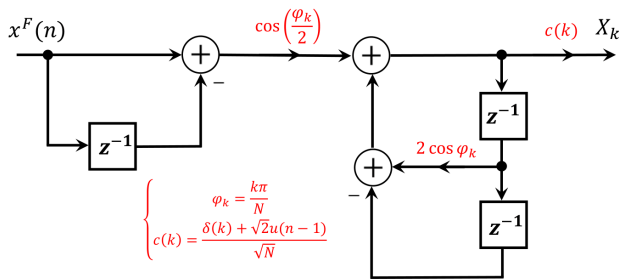 x^F(n)
cos(φ_k/2)
c(k)
X_k
+
−
+
z^{-1}
z^{-1}
+
2 cos φ_k
−
z^{-1}
φ_k = kπ/N
c(k) = (δ(k) + √2u(n − 1))/√N